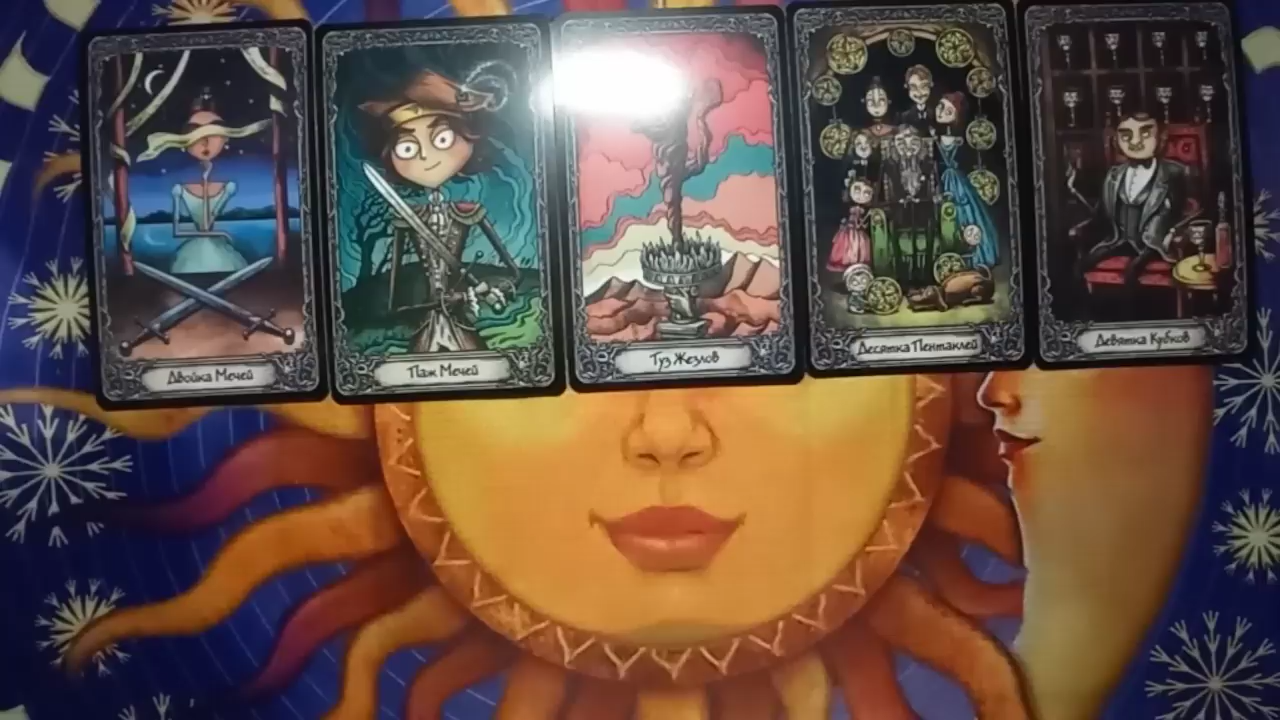 Двойка Мечей
Паж Мечей
Туз Жезлов
Десятка Пентаклей
Девятка Кубков